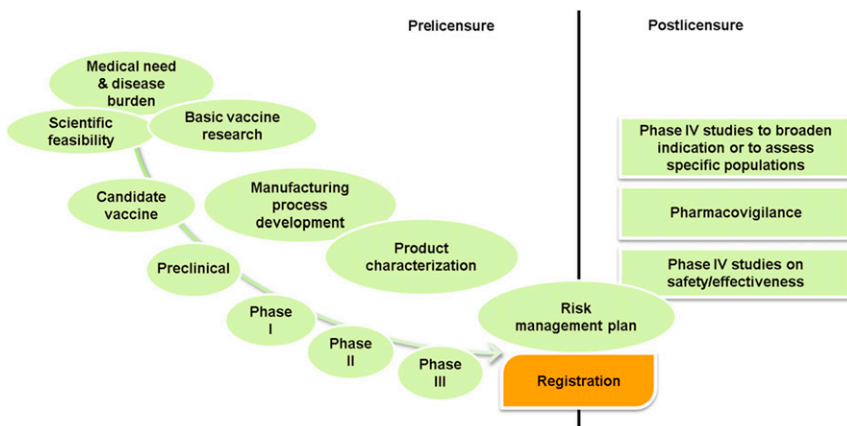 Prelicensure
Postlicensure
Medical need
& disease
burden
Scientific
feasibility
Basic vaccine
research
Candidate
vaccine
Manufacturing
process
development
Product
characterization
Preclinical
Phase
I
Phase
II
Phase
III
Risk
management plan
Registration
Phase IV studies to broaden
indication or to assess
specific populations
Pharmacovigilance
Phase IV studies on
safety/effectiveness